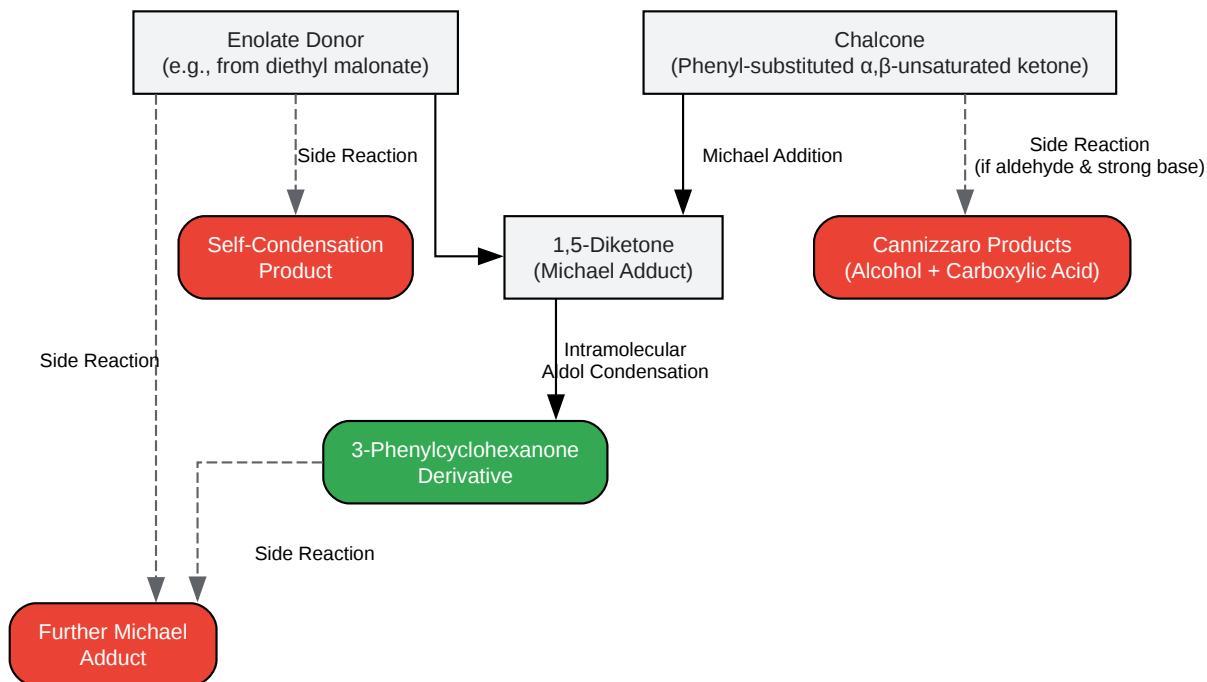 Enolate Donor
(e.g., from diethyl malonate)
Chalcone
(Phenyl-substituted α,β-unsaturated ketone)
Side Reaction
Michael Addition
Side Reaction
(if aldehyde & strong base)
Self-Condensation
Product
1,5-Diketone
(Michael Adduct)
Cannizzaro Products
(Alcohol + Carboxylic Acid)
Side Reaction
Intramolecular
Aldol Condensation
3-Phenylcyclohexanone
Derivative
Side Reaction
Further Michael
Adduct